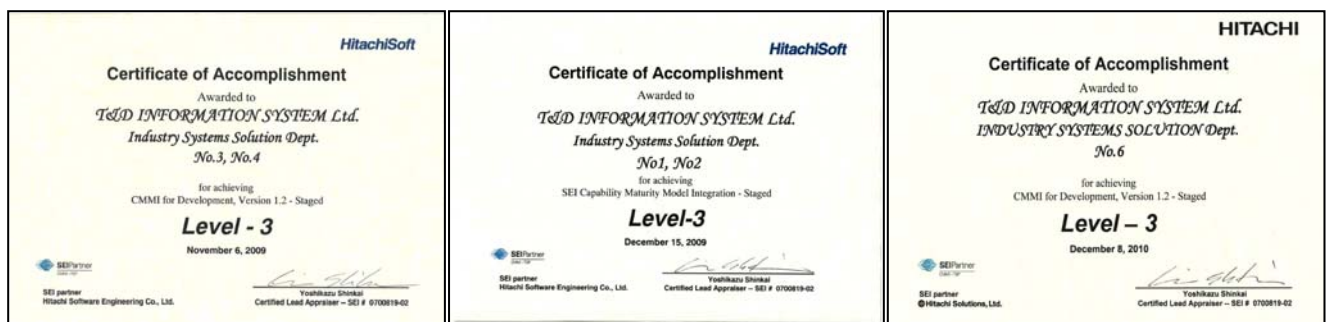 HitachiSoft
Certificate of Accomplishment
Awarded to
T&D INFORMATION SYSTEM Ltd.
Industry Systems Solution Dept.
No.3, No.4
for achieving
CMMI for Development, Version 1.2 - Staged
Level - 3
November 6, 2009
SEIPartner
SEI partner
Hitachi Software Engineering Co., Ltd.
Yoshikazu Shinkai
Certified Lead Appraiser – SEI # 0700819-02
HitachiSoft
Certificate of Accomplishment
Awarded to
T&D INFORMATION SYSTEM Ltd.
Industry Systems Solution Dept.
No1, No2
for achieving
SEI Capability Maturity Model Integration - Staged
Level-3
December 15, 2009
SEIPartner
SEI partner
Hitachi Software Engineering Co., Ltd.
Yoshikazu Shinkai
Certified Lead Appraiser – SEI # 0700819-02
HITACHI
Certificate of Accomplishment
Awarded to
T&D INFORMATION SYSTEM Ltd.
INDUSTRY SYSTEMS SOLUTION Dept.
No.6
for achieving
CMMI for Development, Version 1.2 - Staged
Level – 3
December 8, 2010
SEIPartner
SEI partner
©Hitachi Solutions, Ltd.
Yoshikazu Shinkai
Certified Lead Appraiser – SEI # 0700819-02